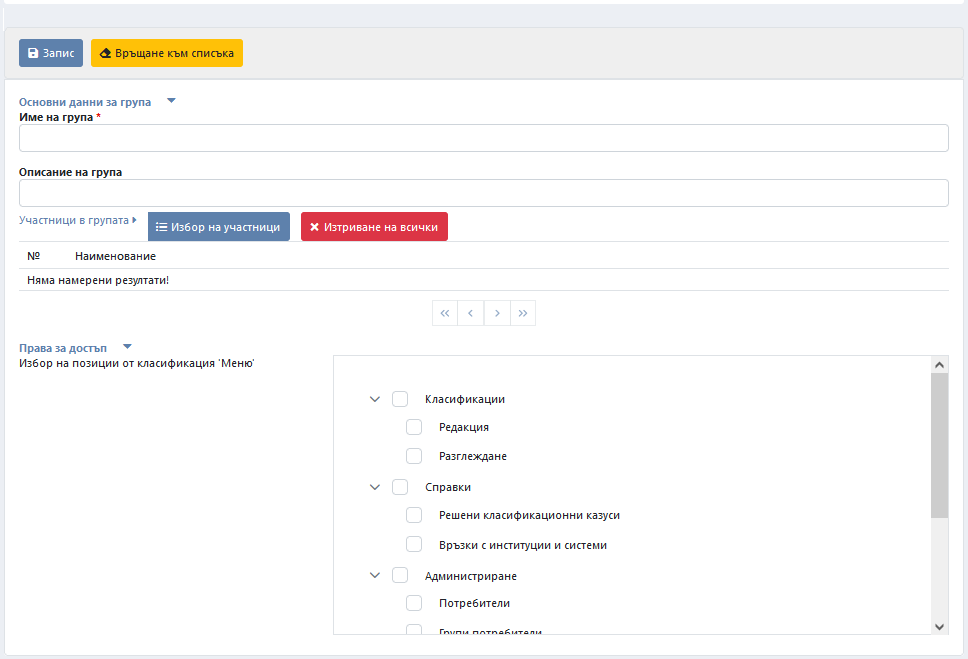 Запис
Връщане към списъка
Основни данни за група
Име на група *
Описание на група
Участници в групата
Избор на участници
Изтриване на всички
№ Наименование
Няма намерени резултати!
Права за достъп
Избор на позиции от класификация 'Меню'
Класификации
Редакция
Разглеждане
Справки
Решени класификационни казуси
Връзки с институции и системи
Администриране
Потребители
Групи потребители